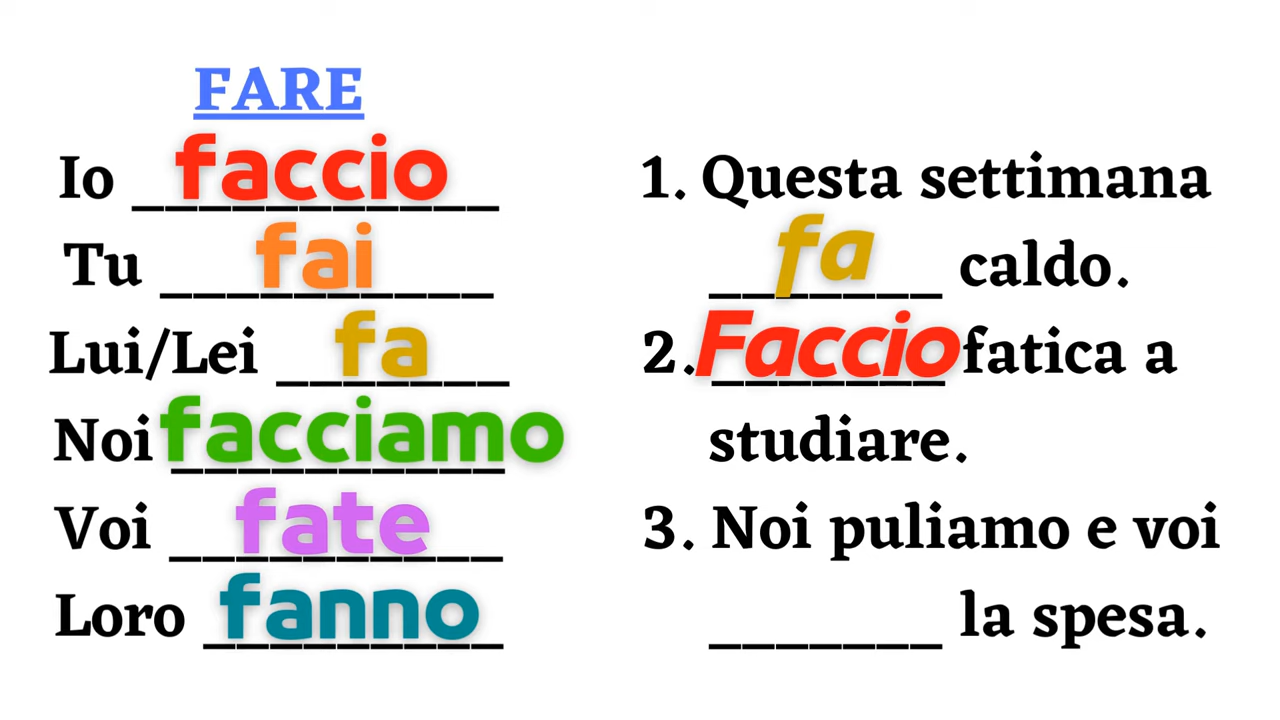 FARE
Io faccio
Tu fai
Lui/Lei fa
Noi facciamo
Voi fate
Loro fanno
1. Questa settimana
fa caldo.
2. Faccio fatica a
studiare.
3. Noi puliamo e voi
_______ la spesa.